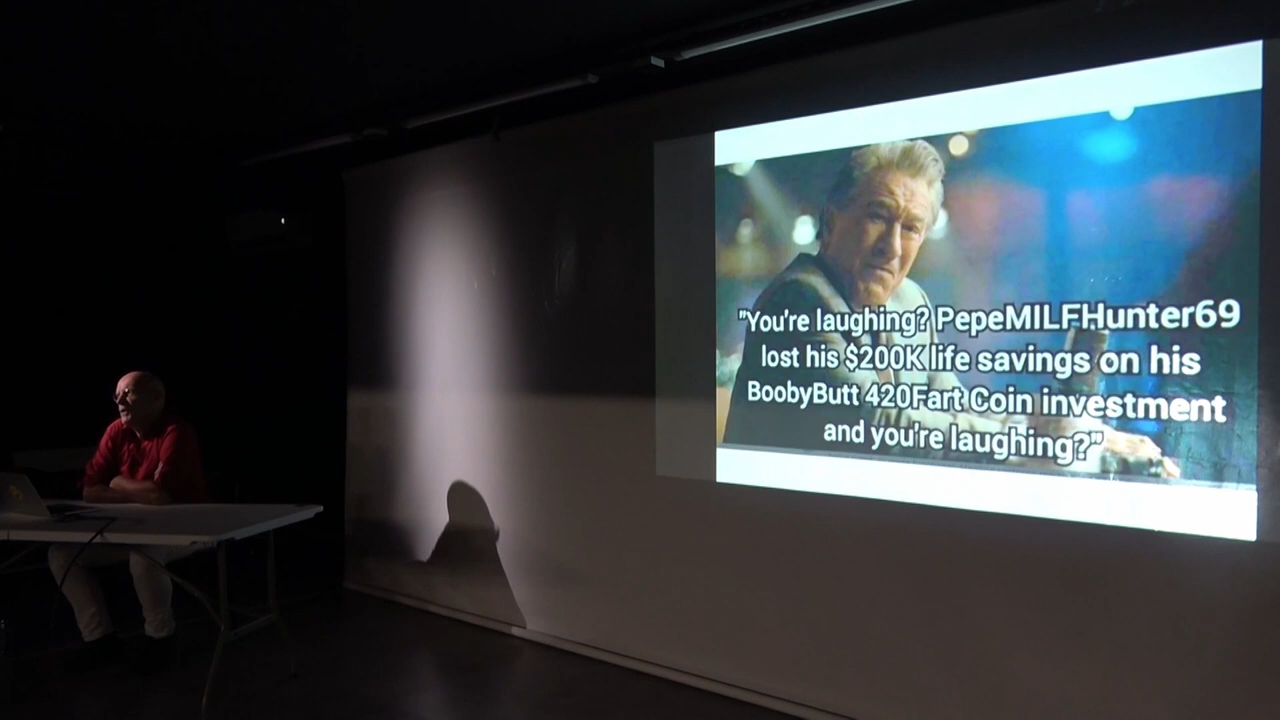 "You're laughing? PepeMILFHunter69
lost his $200K life savings on his
BoobyButt 420Fart Coin investment
and you're laughing?"